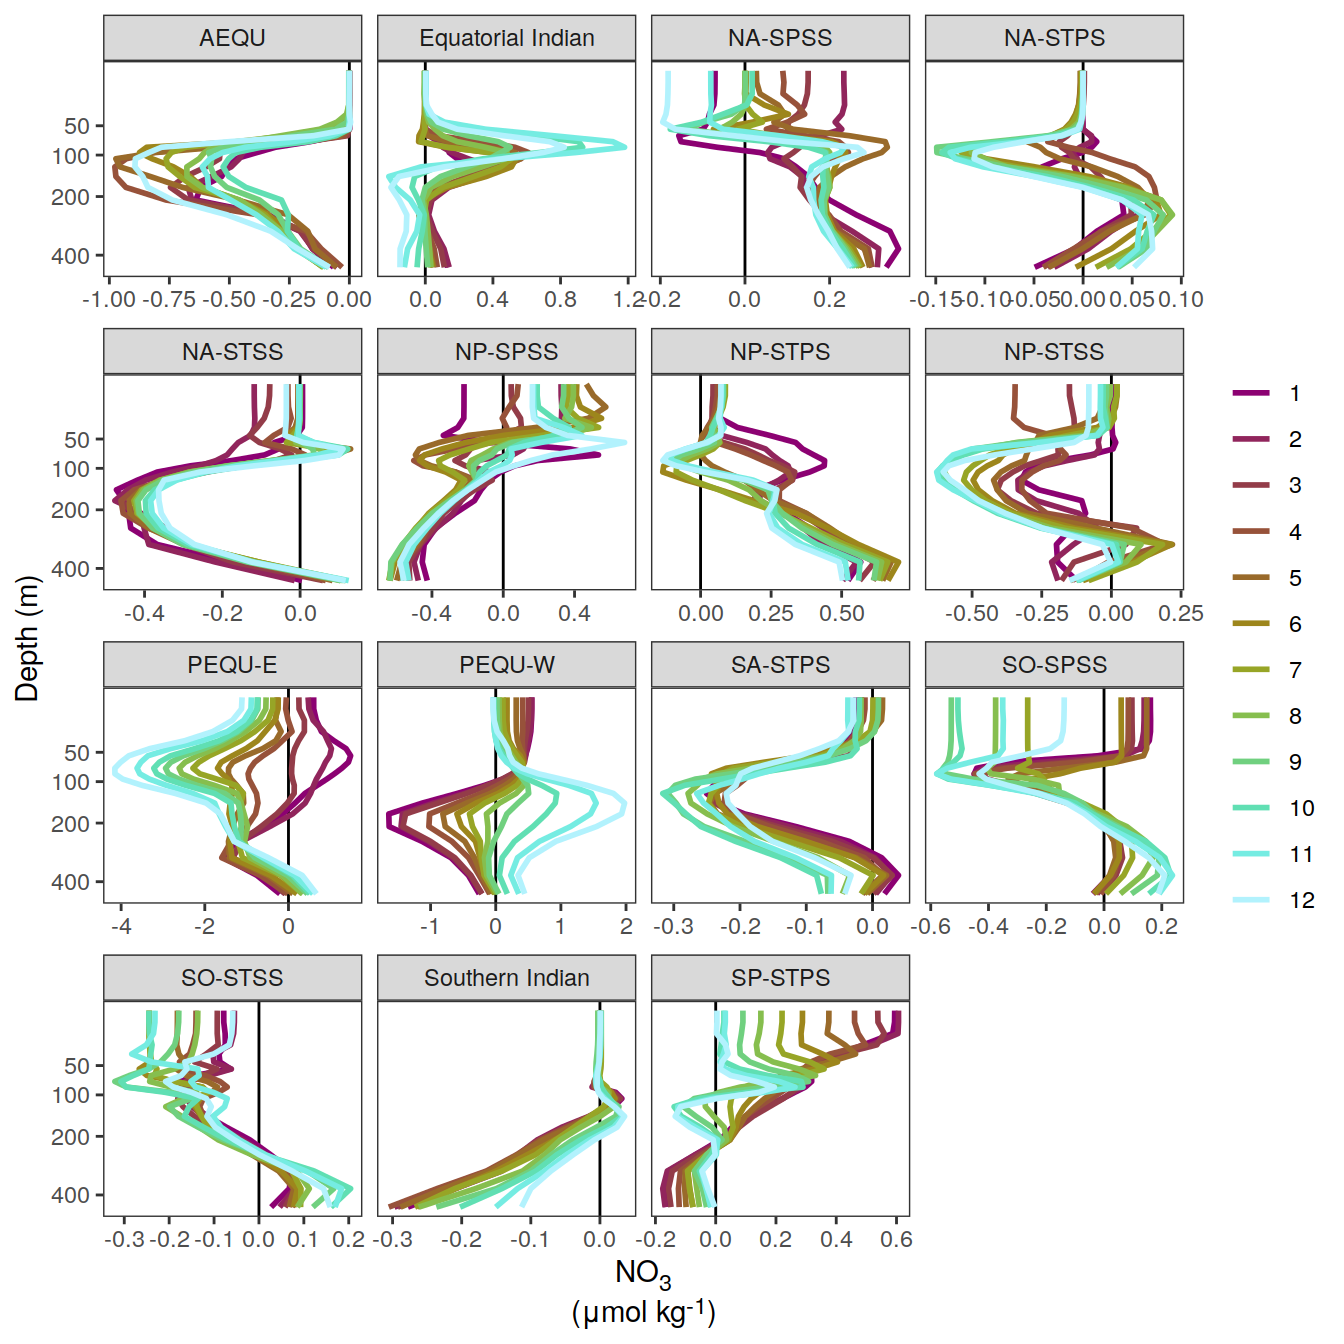 AEQU Equatorial Indian NA-SPSS NA-STPS
50
100
200
400
-1.00 -0.75 -0.50 -0.25 0.00 0.0 0.4 0.8 1.2 -0.2 0.0 0.2 -0.15 -0.10 -0.05 0.00 0.05 0.10
NA-STSS NP-SPSS NP-STPS NP-STSS
50
100
200
400
-0.4 -0.2 0.0 -0.4 0.0 0.4 0.00 0.25 0.50 -0.50 -0.25 0.00 0.25
PEQU-E PEQU-W SA-STPS SO-SPSS
50
100
200
400
-4 -2 0 -1 0 1 2 -0.3 -0.2 -0.1 0.0 -0.6 -0.4 -0.2 0.0 0.2
SO-STSS Southern Indian SP-STPS
50
100
200
400
-0.3 -0.2 -0.1 0.0 0.1 0.2 -0.3 -0.2 -0.1 0.0 -0.2 0.0 0.2 0.4 0.6
Depth (m)
NO3
(µmol kg-1)
1
2
3
4
5
6
7
8
9
10
11
12